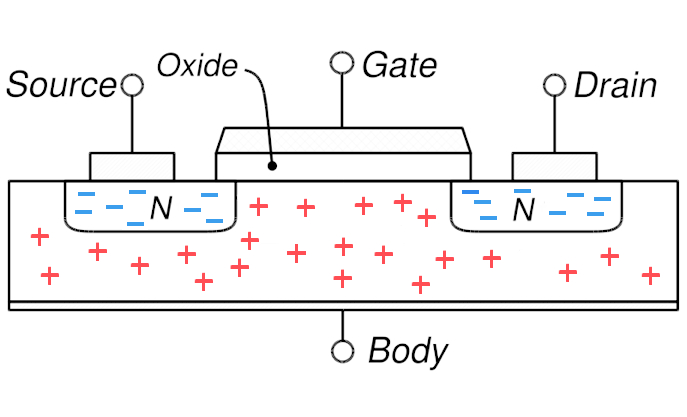 Oxide
Gate
Source
Drain
N
N
Body